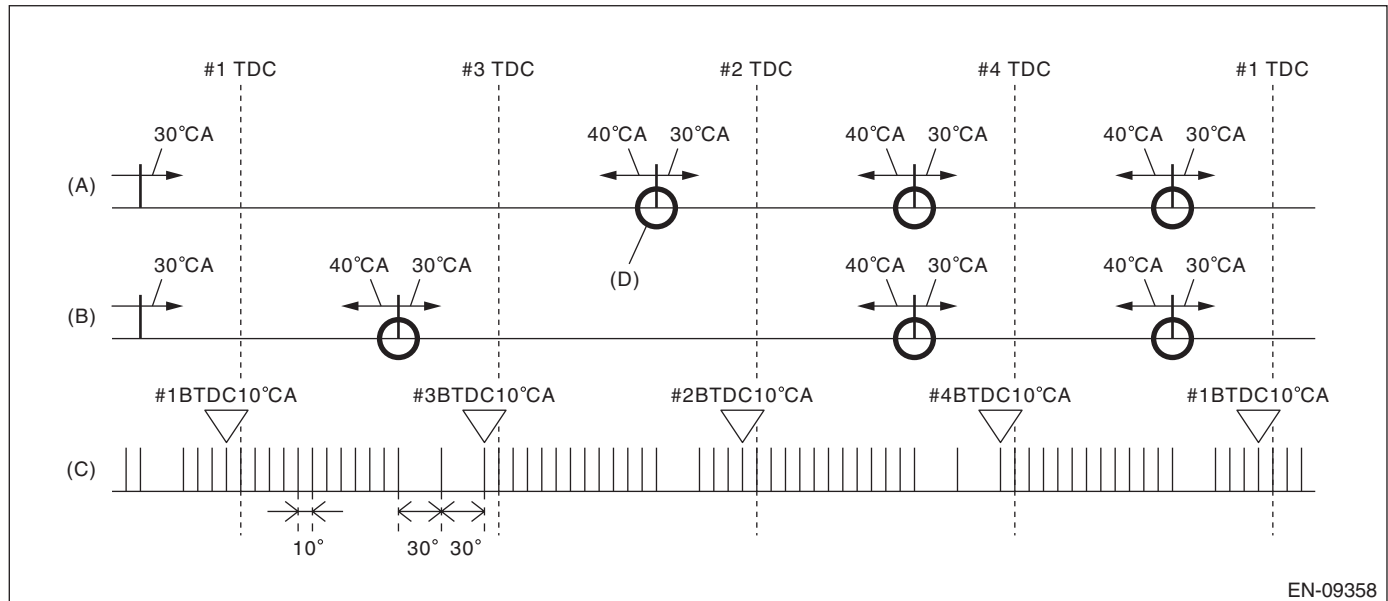 #1 TDC #3 TDC #2 TDC #4 TDC #1 TDC
30°CA 40°CA 30°CA 40°CA 30°CA 40°CA 30°CA
(A)
(D)
30°CA 40°CA 30°CA 40°CA 30°CA 40°CA 30°CA
(B)
#1BTDC10°CA #3BTDC10°CA #2BTDC10°CA #4BTDC10°CA #1BTDC10°CA
(C)
10° 30° 30°
EN-09358